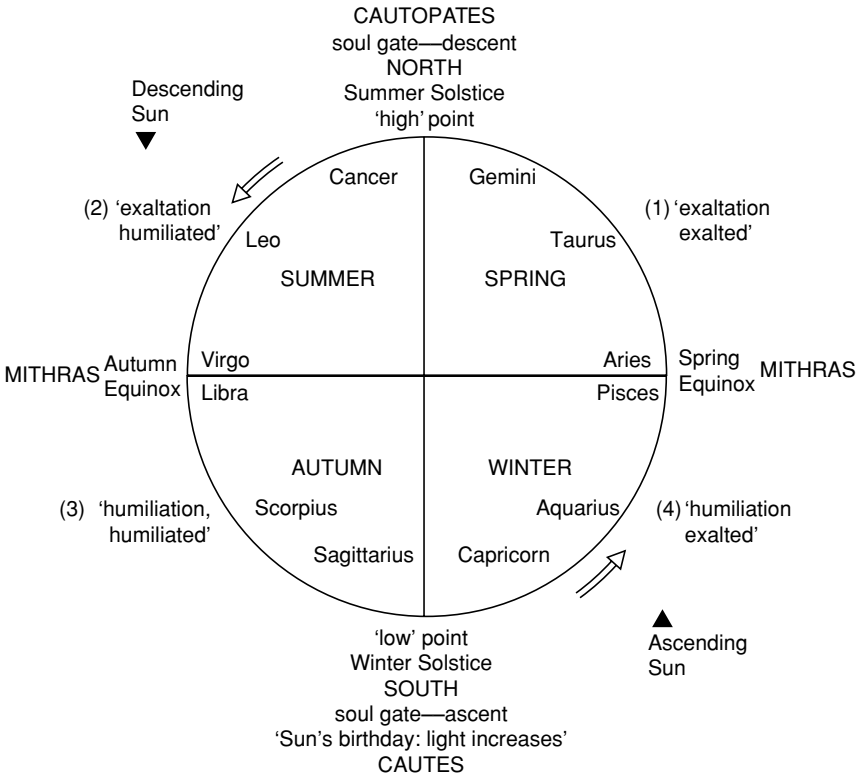 CAUTOPATES
soul gate—descent
NORTH
Summer Solstice
‘high’ point
Descending
Sun
Cancer
Gemini
(2) ‘exaltation
humiliated’
(1) ‘exaltation
exalted’
Leo
Taurus
SUMMER
SPRING
MITHRAS
Autumn
Equinox
Virgo
Libra
Aries
Pisces
Spring
Equinox
MITHRAS
AUTUMN
WINTER
(3) ‘humiliation,
humiliated’
Scorpius
Aquarius
(4) ‘humiliation
exalted’
Sagittarius
Capricorn
‘low’ point
Winter Solstice
SOUTH
soul gate—ascent
‘Sun’s birthday: light increases’
CAUTES
Ascending
Sun